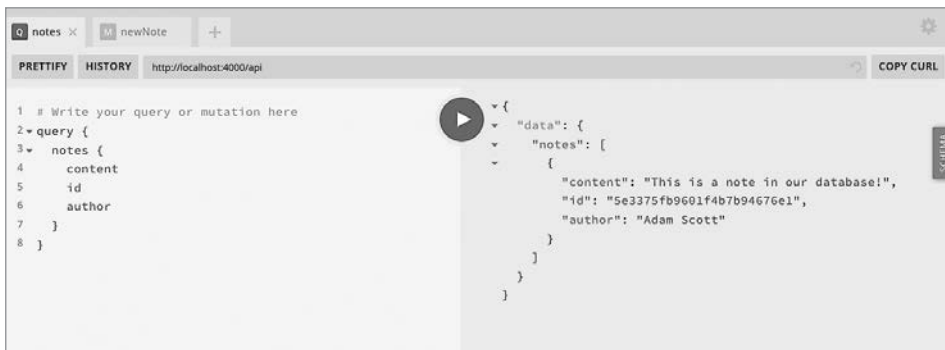 Q notes ×
M newNote +
PRETTIFY HISTORY http://localhost:4000/api COPY CURL
1 # Write your query or mutation here
2 query {
3 notes {
4 content
5 id
6 author
7 }
8 }
{
"data": {
"notes": [
{
"content": "This is a note in our database!",
"id": "5e3375fb9601f4b7b94676e1",
"author": "Adam Scott"
}
]
}
}
SCHEMA